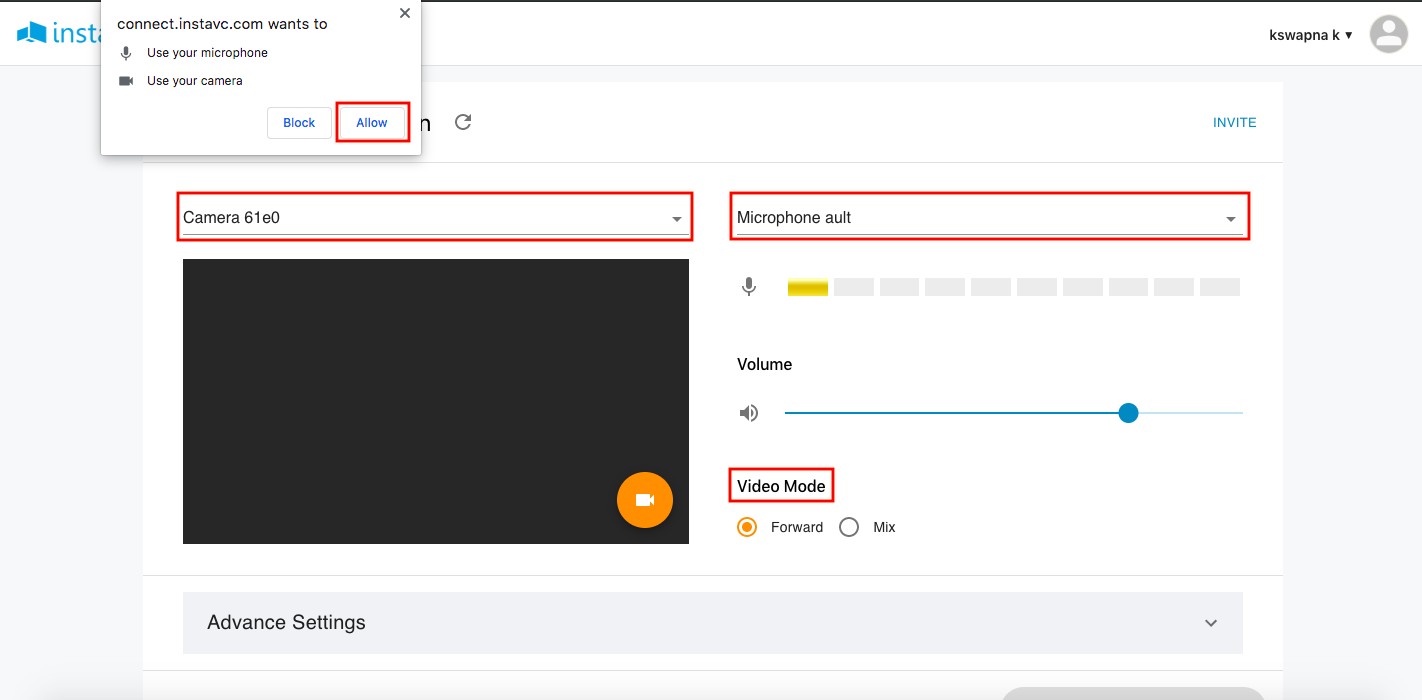 connect.instavc.com wants to
Use your microphone
Use your camera
Block
Allow
insta
kswapna k ▾
n
INVITE
Camera 61e0
Microphone ault
Volume
Video Mode
Forward
Mix
Advance Settings